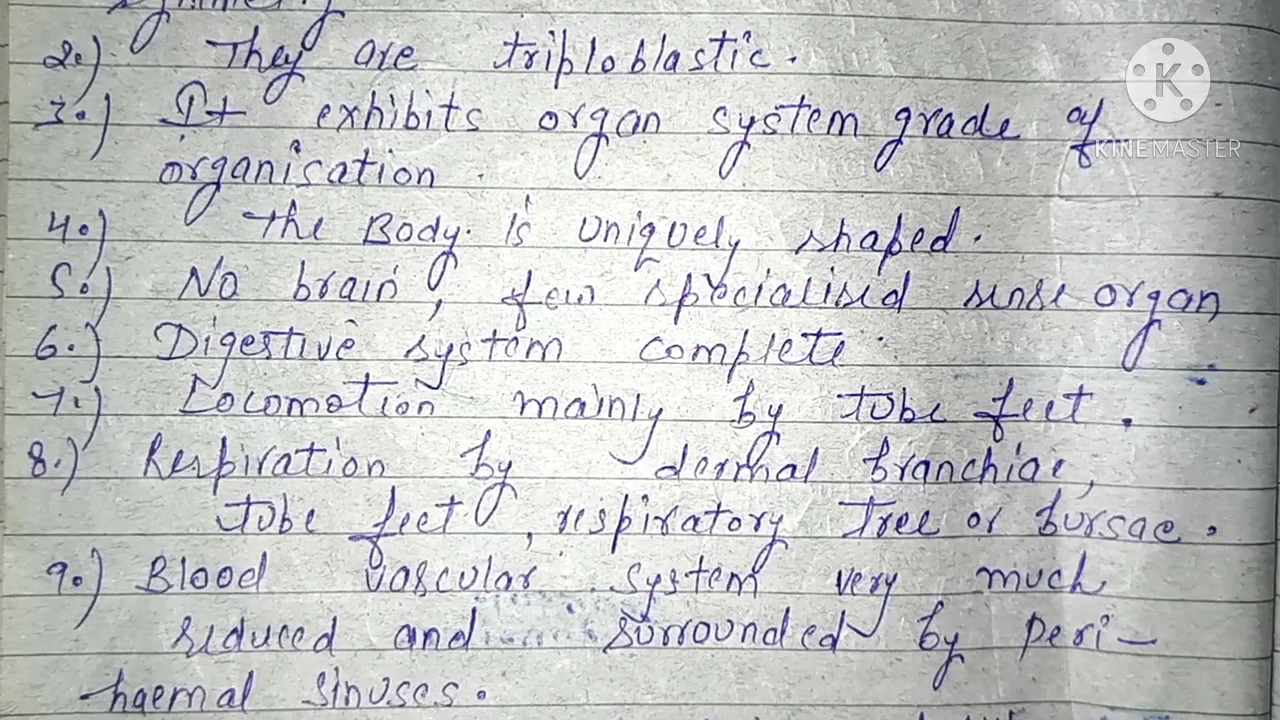 symmetry
2.) They are triploblastic.
3.) It exhibits organ system grade of
organisation.
4.) The Body is uniquely shaped.
5.) No brain, few specialised sense organ
6.) Digestive system complete.
7.) Locomotion mainly by tube feet.
8.) Respiration by dermal branchiae,
tube feet, respiratory tree or bursae.
9.) Blood vascular system very much
reduced and surrounded by peri-
haemal sinuses.
K
KINEMASTER